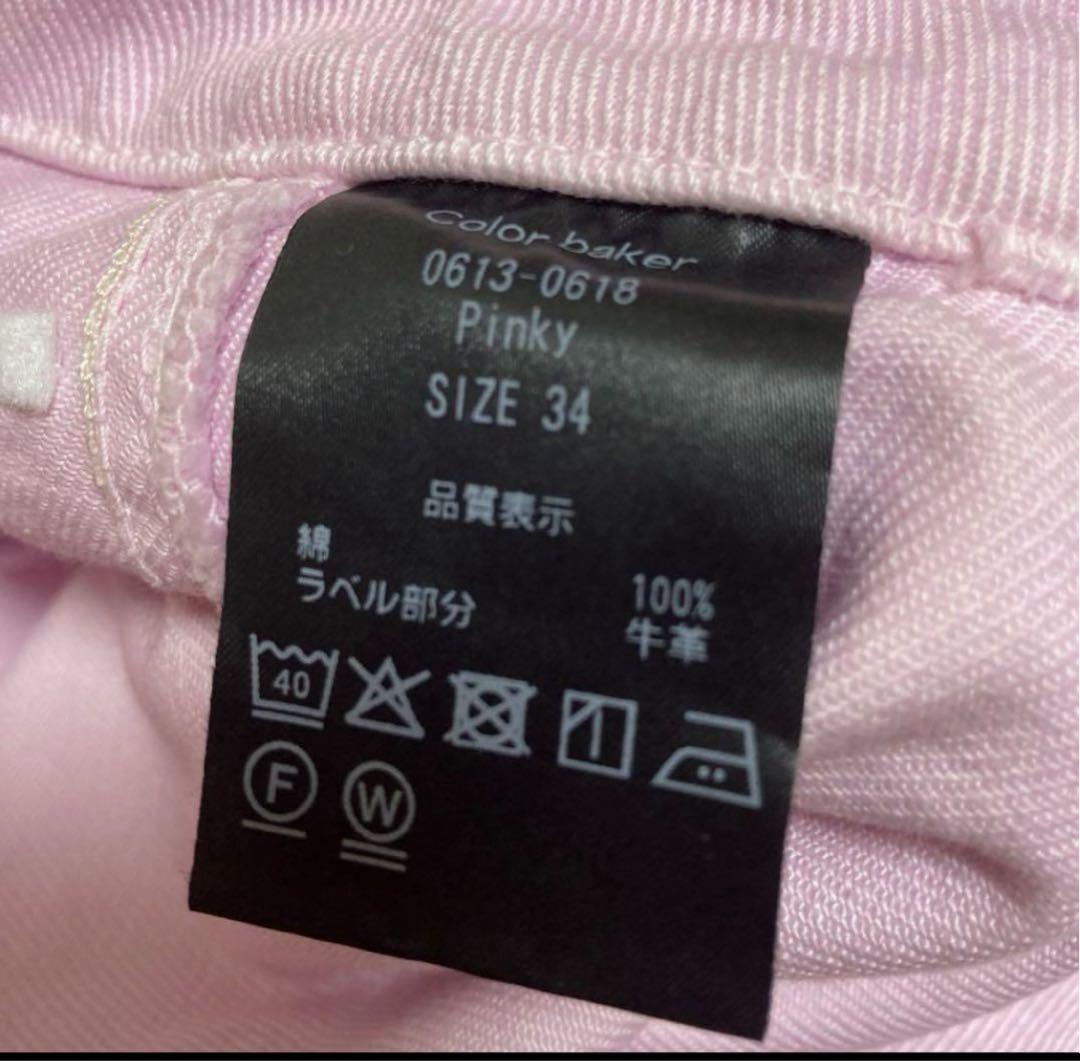 Color baker
0613-0618
Pinky
SIZE 34
品質表示
綿 100%
ラベル部分 牛革
40
F
W